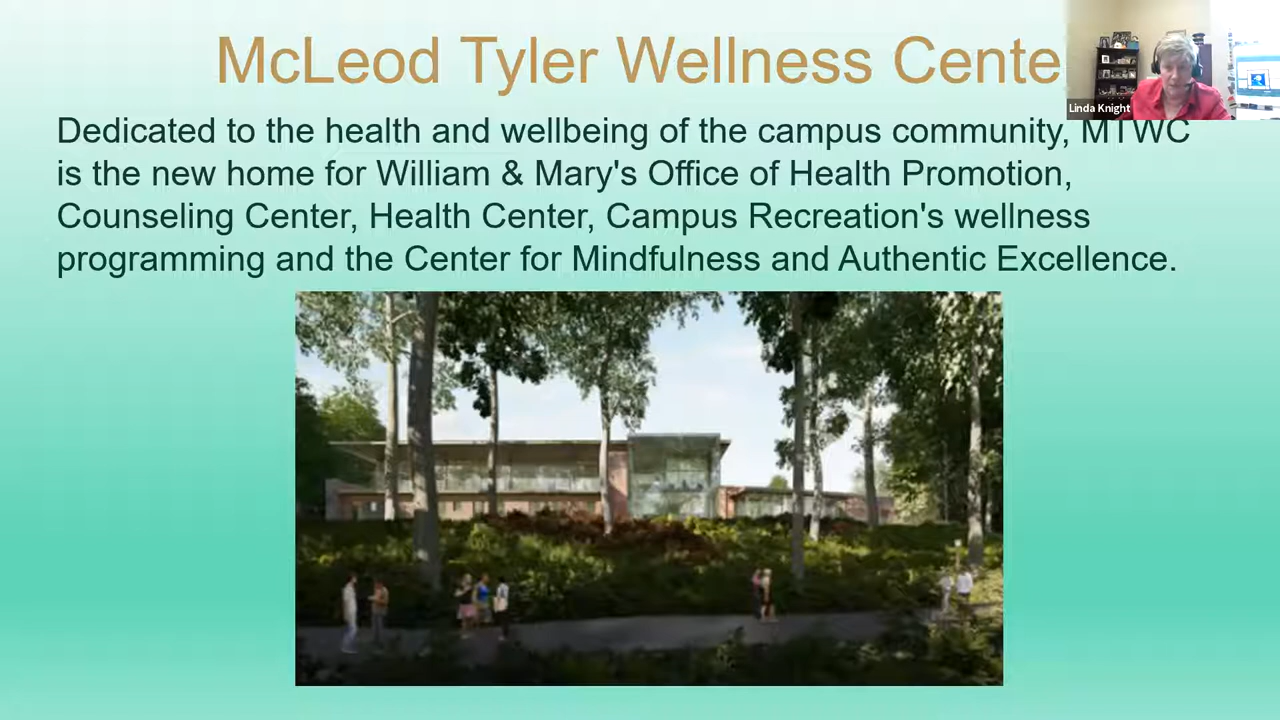 McLeod Tyler Wellness Cente
Linda Knight
Dedicated to the health and wellbeing of the campus community, MTWC
is the new home for William & Mary's Office of Health Promotion,
Counseling Center, Health Center, Campus Recreation's wellness
programming and the Center for Mindfulness and Authentic Excellence.